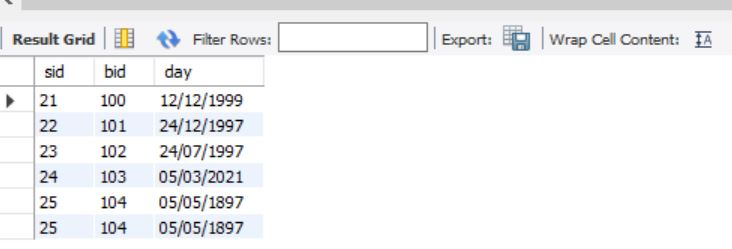 Result Grid Filter Rows: Export: Wrap Cell Content: IA
sid bid day
21 100 12/12/1999
22 101 24/12/1997
23 102 24/07/1997
24 103 05/03/2021
25 104 05/05/1897
25 104 05/05/1897